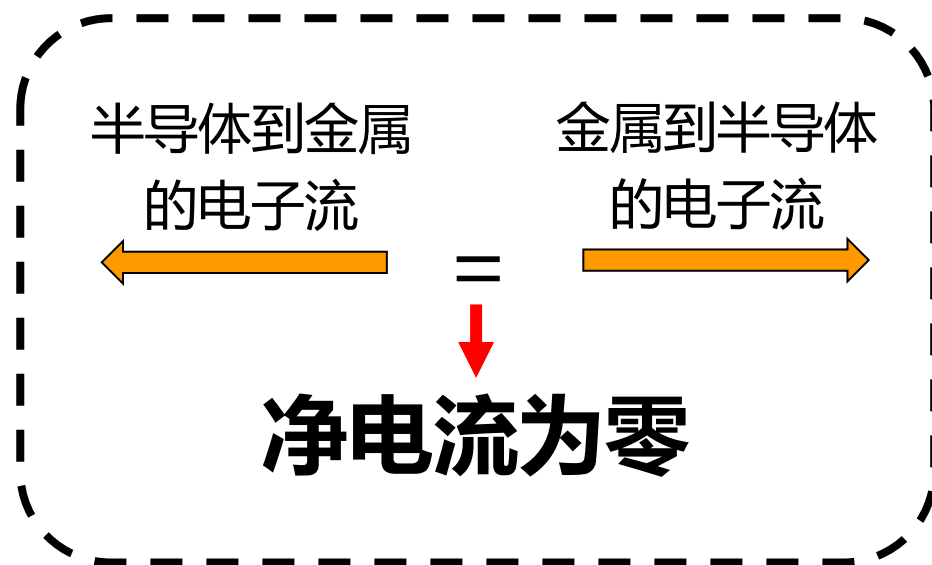 半导体到金属
的电子流
金属到半导体
的电子流
=
净电流为零